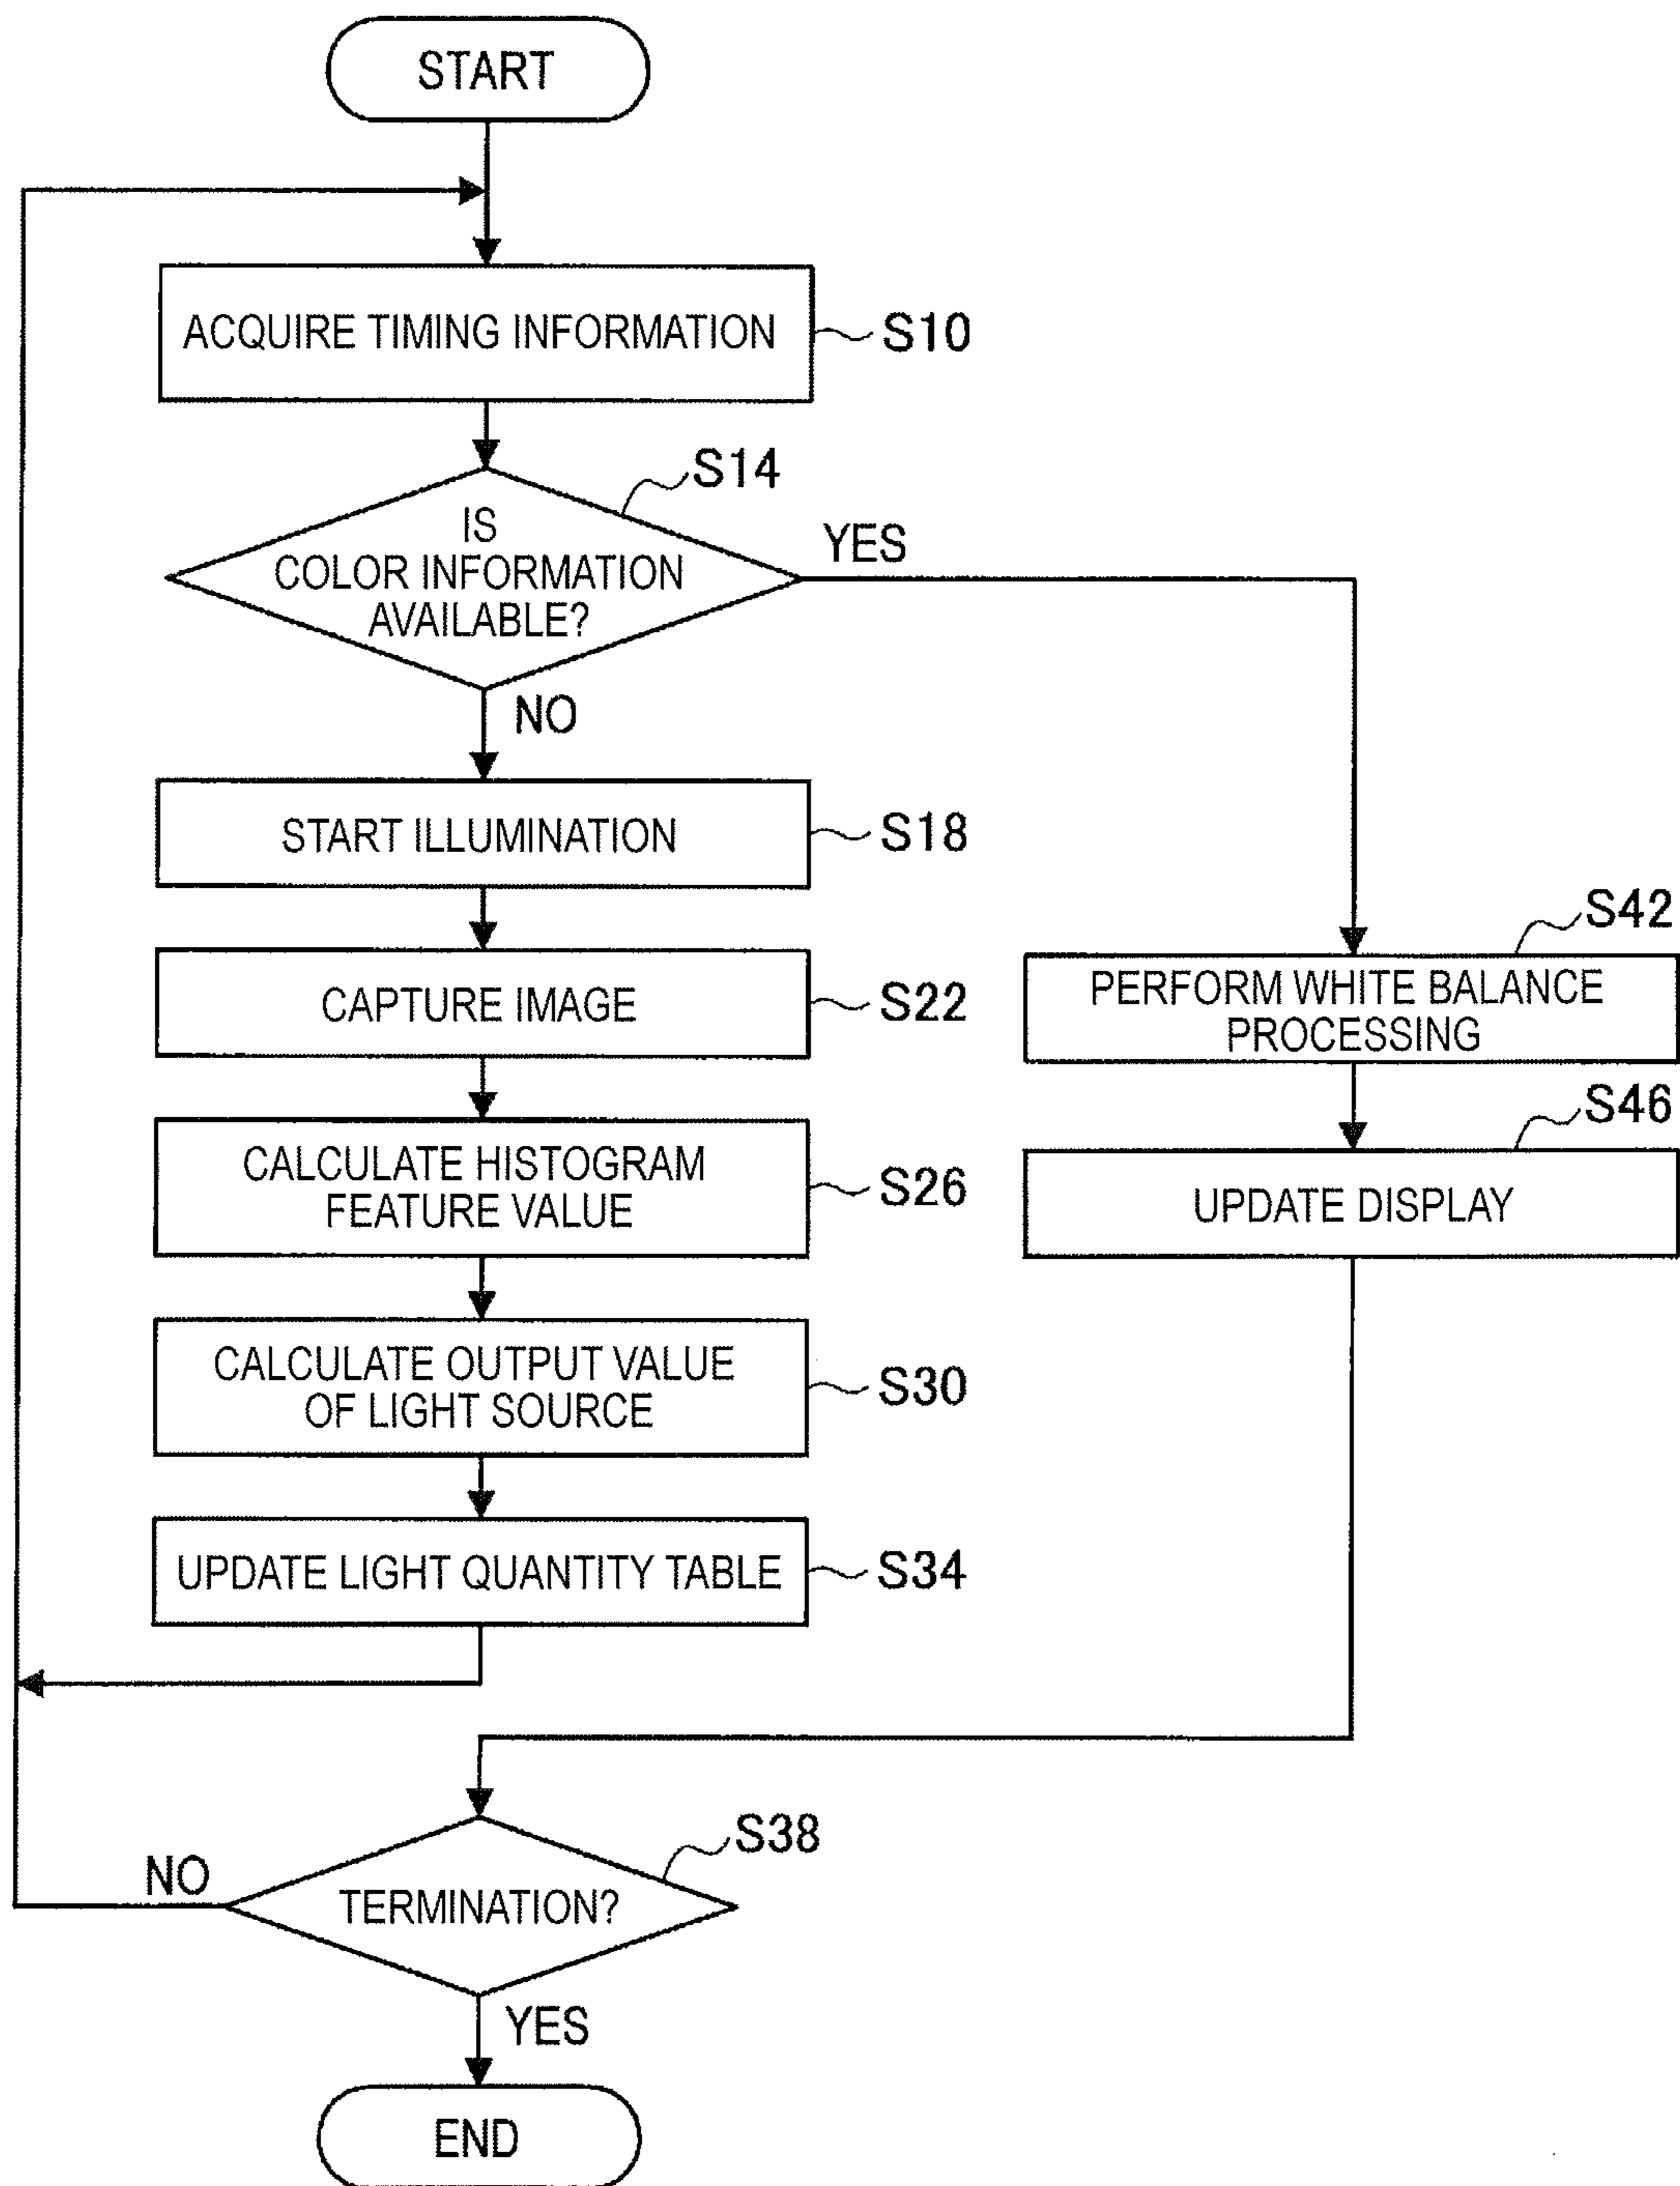 START
ACQUIRE TIMING INFORMATION
S10
S14
IS
COLOR INFORMATION
AVAILABLE?
YES
NO
START ILLUMINATION
S18
CAPTURE IMAGE
S22
CALCULATE HISTOGRAM
FEATURE VALUE
S26
CALCULATE OUTPUT VALUE
OF LIGHT SOURCE
S30
UPDATE LIGHT QUANTITY TABLE
S34
S42
PERFORM WHITE BALANCE
PROCESSING
S46
UPDATE DISPLAY
S38
NO
TERMINATION?
YES
END